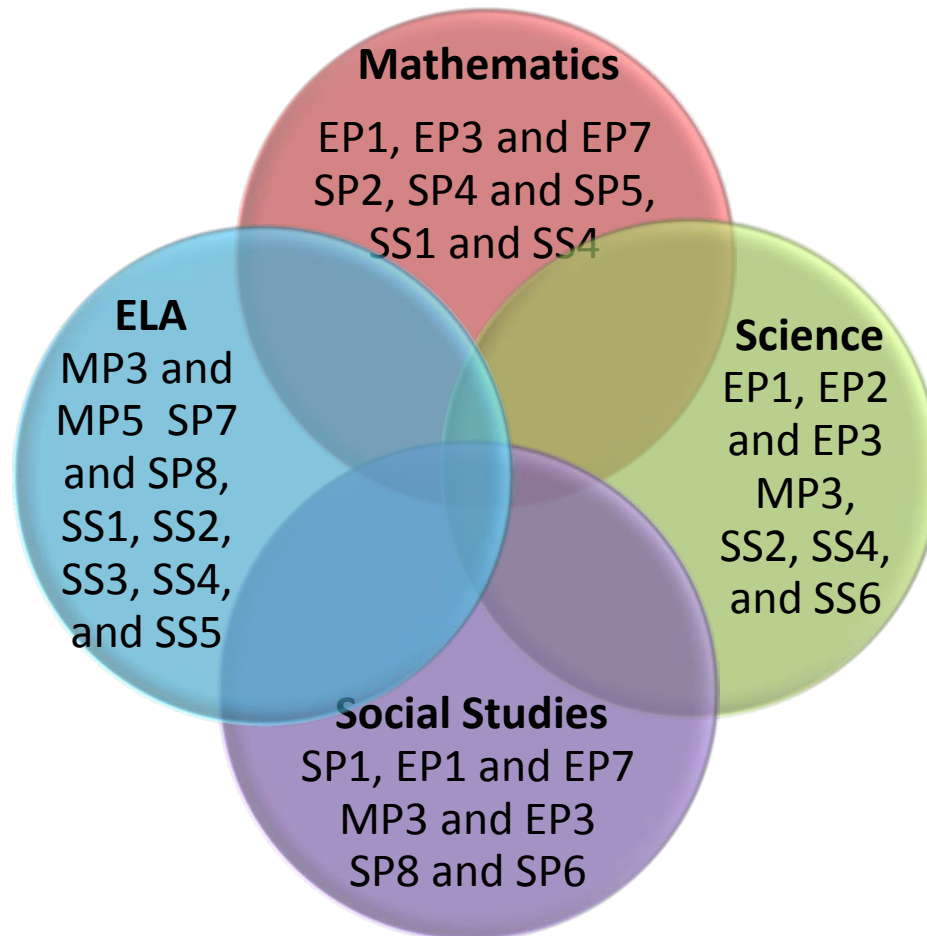 Mathematics
EP1, EP3 and EP7
SP2, SP4 and SP5,
SS1 and SS4
ELA
MP3 and
MP5 SP7
and SP8,
SS1, SS2,
SS3, SS4,
and SS5
Science
EP1, EP2
and EP3
MP3,
SS2, SS4,
and SS6
Social Studies
SP1, EP1 and EP7
MP3 and EP3
SP8 and SP6